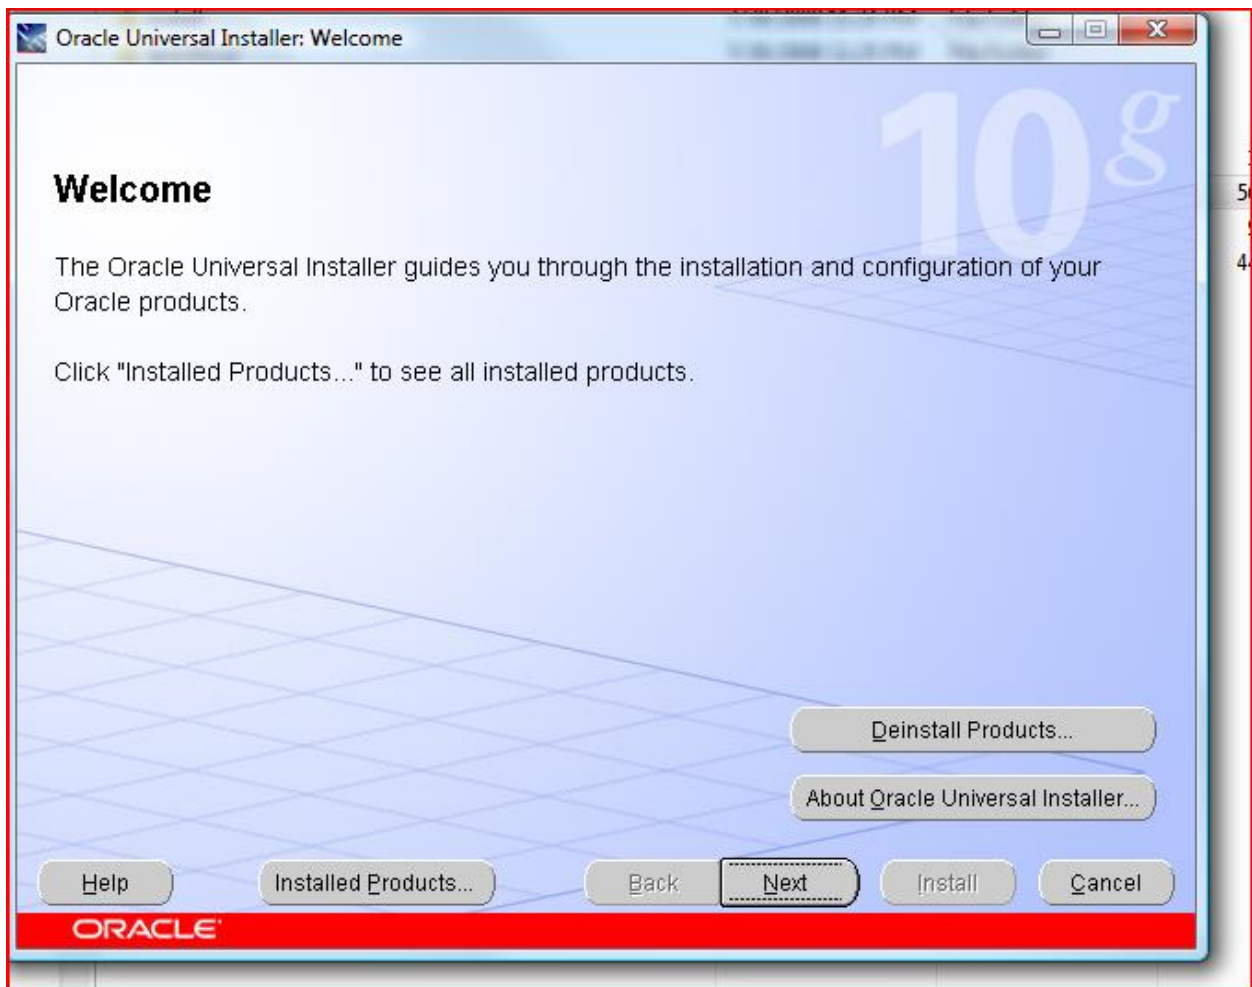 Oracle Universal Installer: Welcome
10g
Welcome
The Oracle Universal Installer guides you through the installation and configuration of your
Oracle products.
Click "Installed Products..." to see all installed products.
Deinstall Products...
About Oracle Universal Installer...
Help
Installed Products...
Back
Next
Install
Cancel
ORACLE